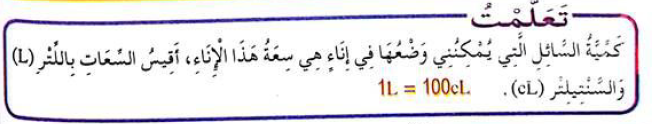 تَعَلَّمْتُ
كَمِّيَّةُ السَّائِلِ الَّتِي يُمْكِنُنِي وَضْعُهَا فِي إِنَاءٍ هِي سِعَةُ هَذَا الْإِنَاءِ، أَقِيسُ السِّعَاتِ بِاللِّتْرِ (L)
وَالسَّنْتِيلِتْر (cL). 1L = 100cL